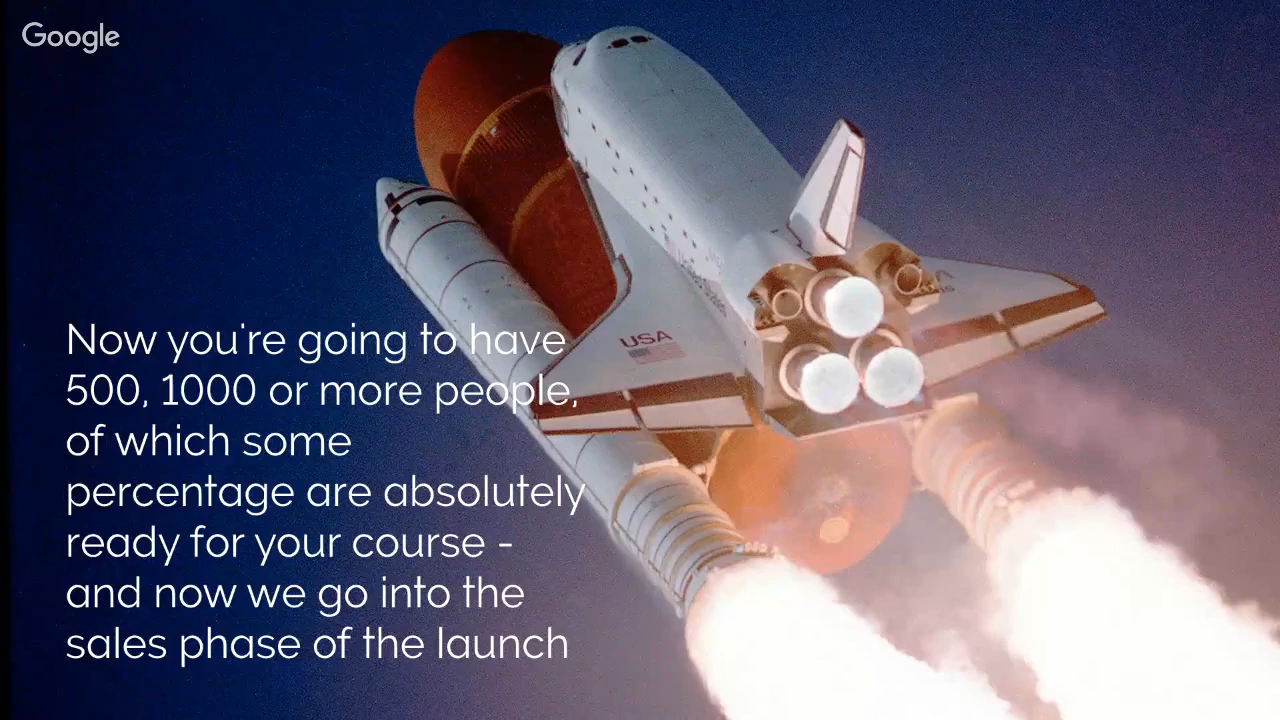 Google
Now you're going to have
500, 1000 or more people,
of which some
percentage are absolutely
ready for your course -
and now we go into the
sales phase of the launch
USA